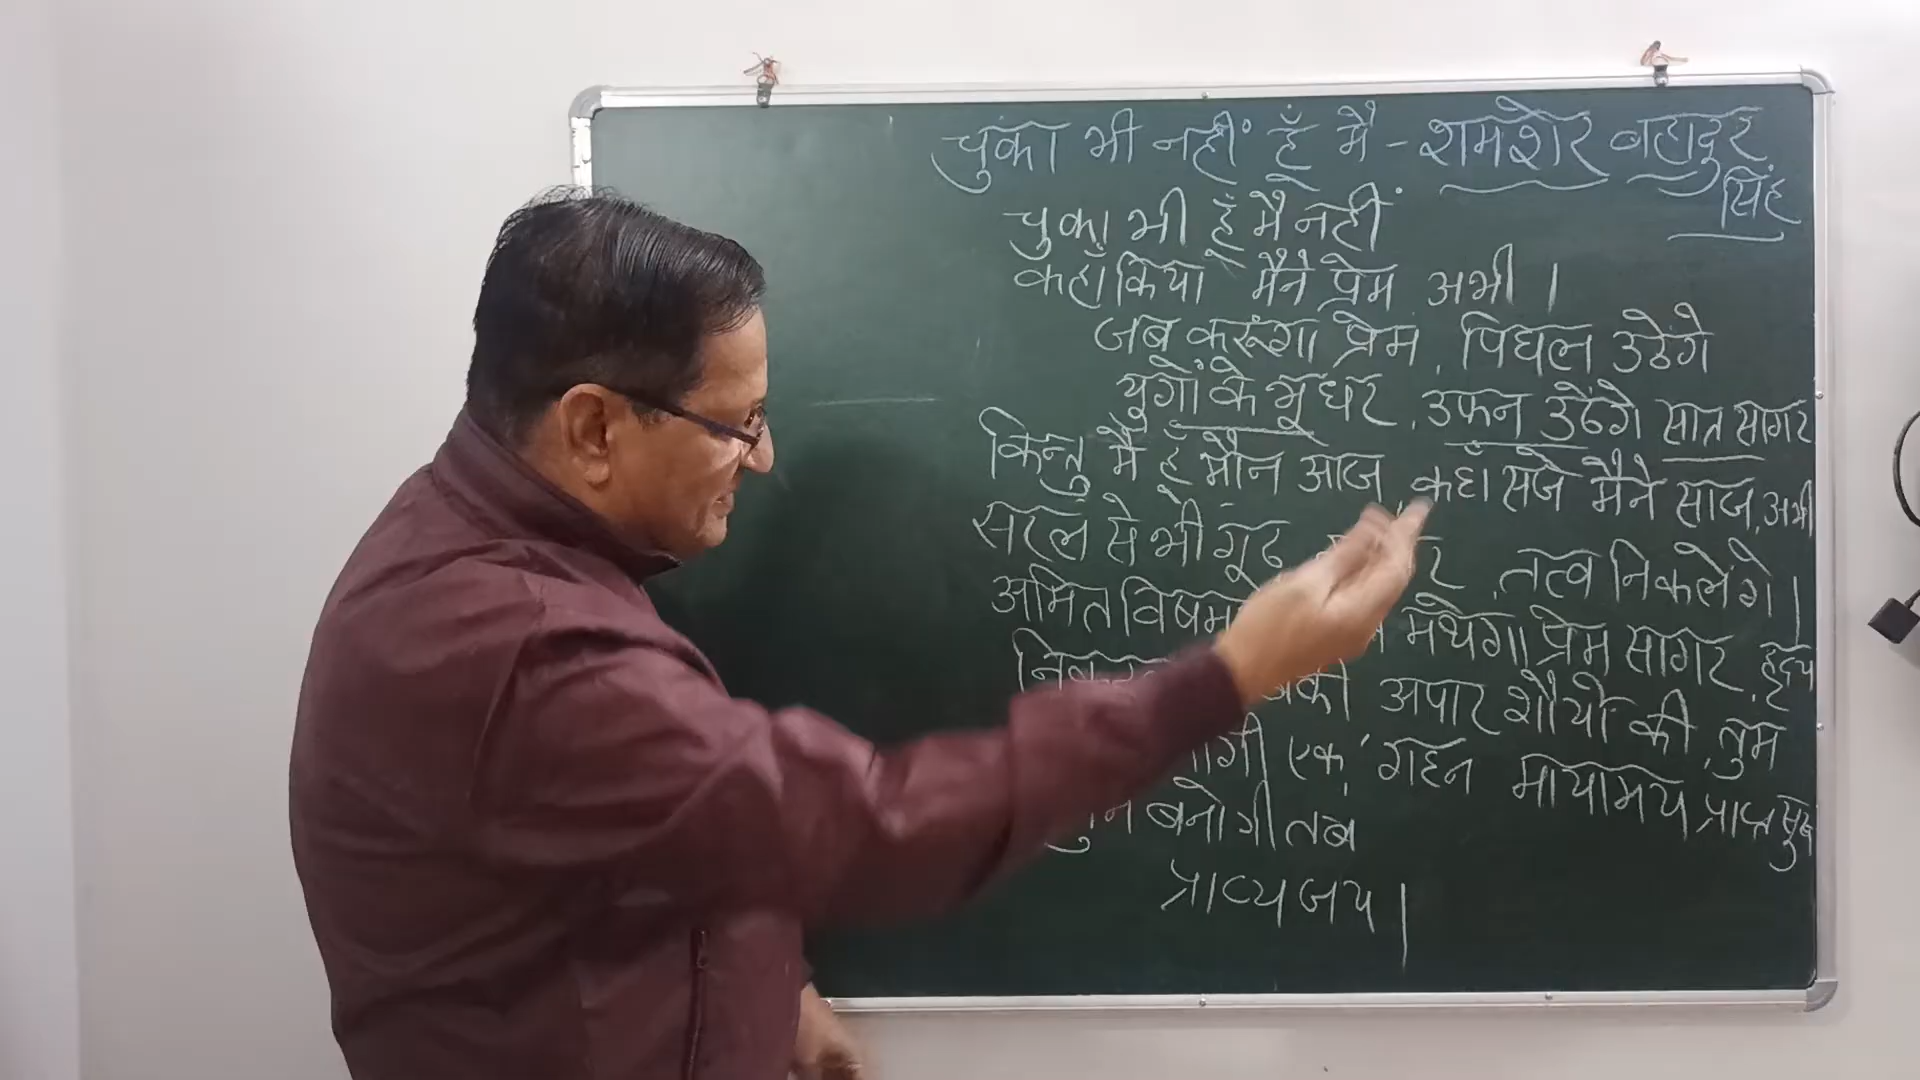 चुका भी नहीं हूँ मै - शमशेर बहादुर
सिंह
चुका भी हूँ मै नहीं
कहाँ किया मैने प्रेम अभी ।
जब करूंगा प्रेम, पिघल उठेंगे
युगों के भूधर, उफन उठेंगे सात सागर
किन्तु मैं हूँ मौन आज, कहाँ सजे मैने साज, अभी
सरल से भी गूढ़ तत्व निकलेंगे ।
अमित विषम मथेगा प्रेम सागर, हृदय
अपार शौर्यों की, तुम
एक गहन मायामय प्राप्त सुख
बनोगी तब
प्राव्य जय ।